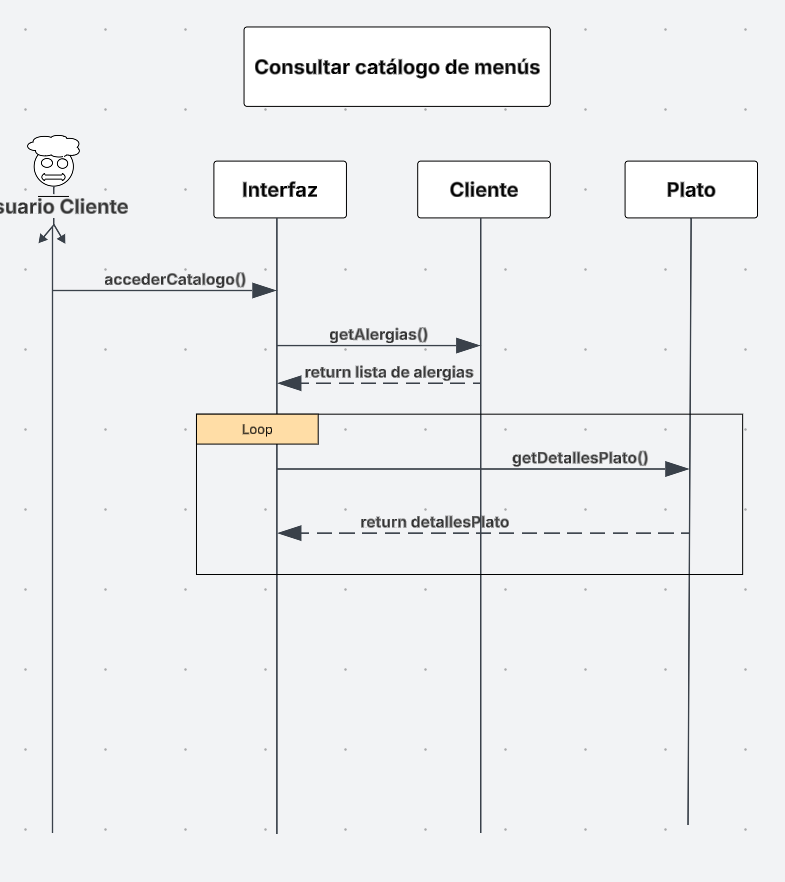 Consultar catálogo de menús
suario Cliente
Interfaz
Cliente
Plato
accederCatalogo()
getAlergias()
return lista de alergias
Loop
getDetallesPlato()
return detallesPlato